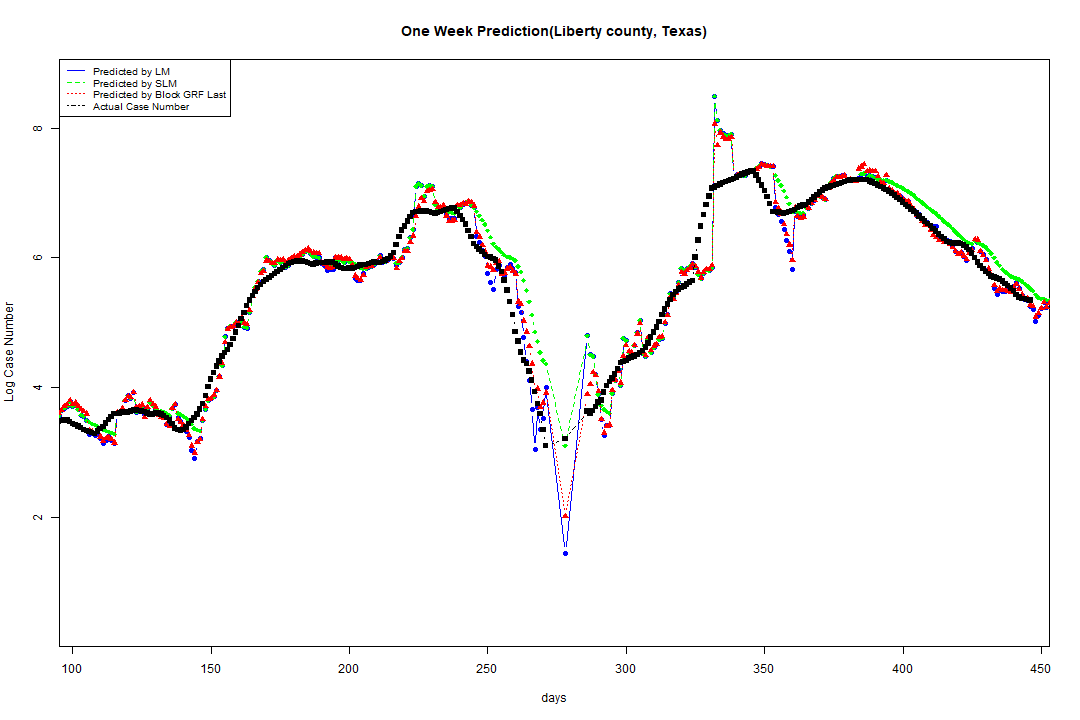 One Week Prediction(Liberty county, Texas)
Predicted by LM
Predicted by SLM
Predicted by Block GRF Last
Actual Case Number
8
6
4
2
Log Case Number
100 150 200 250 300 350 400 450
days